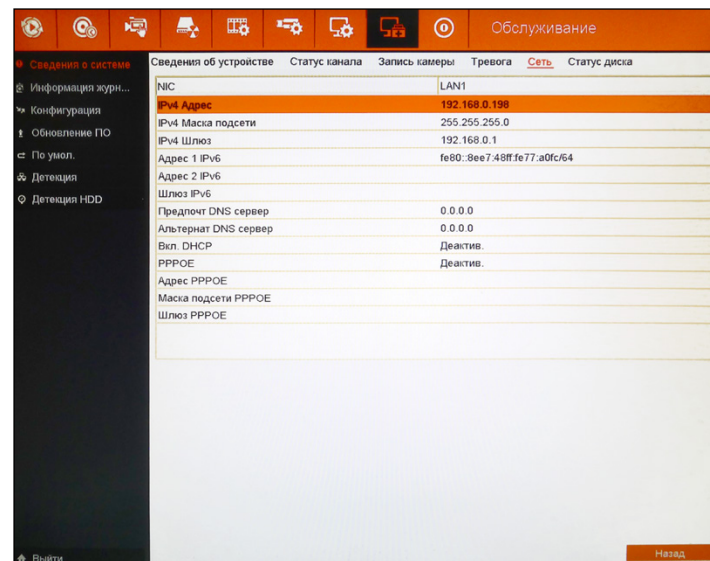 Обслуживание
Сведения о системе
Информация журн...
Конфигурация
Обновление ПО
По умол.
Детекция
Детекция HDD
Выйти
Сведения об устройстве Статус канала Запись камеры Тревога Сеть Статус диска
NIC LAN1
IPv4 Адрес 192.168.0.198
IPv4 Маска подсети 255.255.255.0
IPv4 Шлюз 192.168.0.1
Адрес 1 IPv6 fe80::8ee7:48ff:fe77:a0fc/64
Адрес 2 IPv6
Шлюз IPv6
Предпочт DNS сервер 0.0.0.0
Альтернат DNS сервер 0.0.0.0
Вкл. DHCP Деактив.
PPPOE Деактив.
Адрес PPPOE
Маска подсети PPPOE
Шлюз PPPOE
Назад